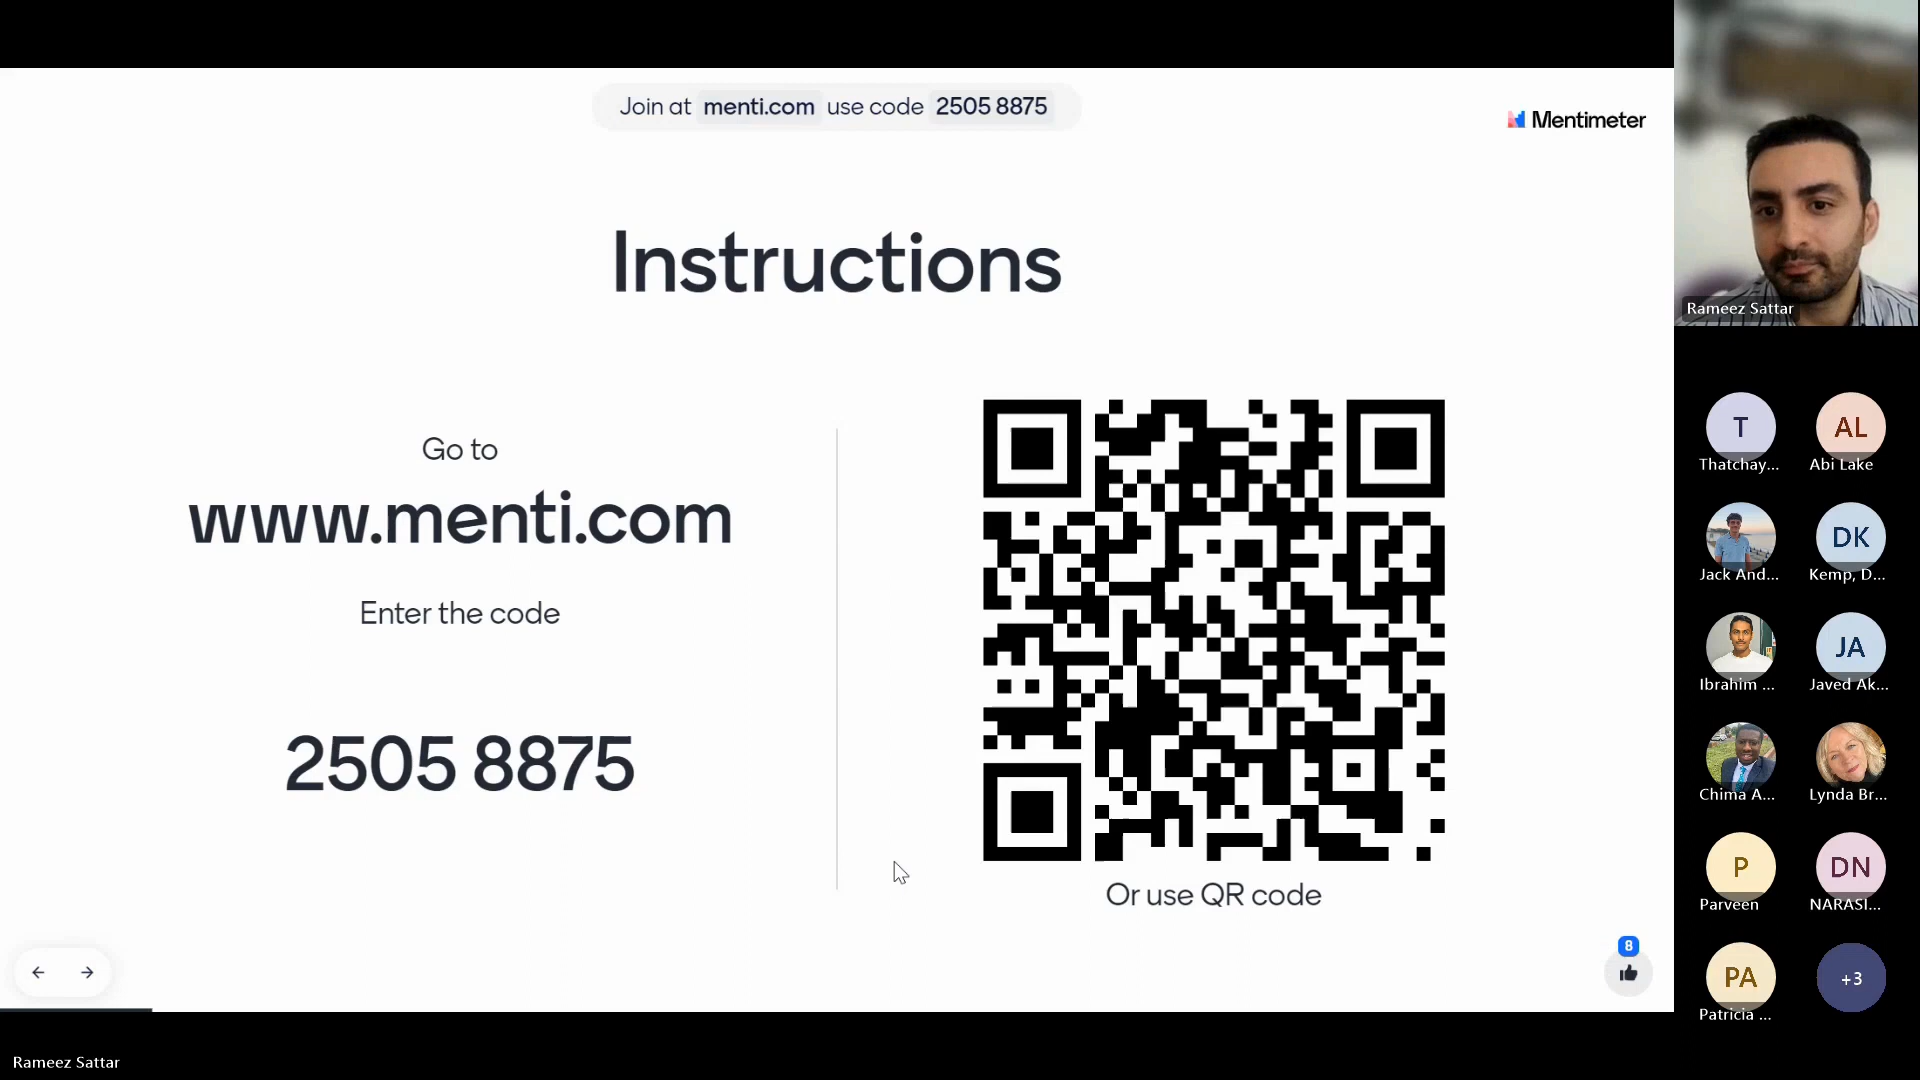 Join at menti.com use code 2505 8875
Mentimeter
Instructions
Go to
www.menti.com
Enter the code
2505 8875
Or use QR code
8
Rameez Sattar
T
Thatchay...
AL
Abi Lake
Jack And...
DK
Kemp, D...
Ibrahim ...
JA
Javed Ak...
Chima A...
Lynda Br...
P
Parveen
DN
NARASI...
PA
Patricia ...
+3
Rameez Sattar